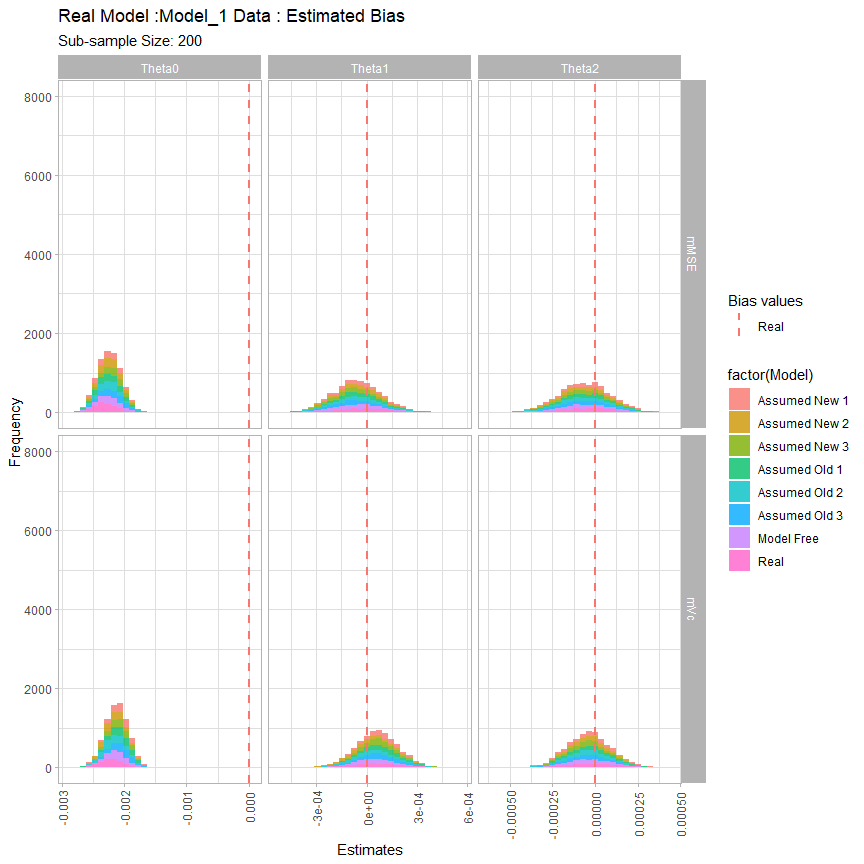 Real Model :Model_1 Data : Estimated Bias
Sub-sample Size: 200
Theta0
Theta1
Theta2
8000
6000
4000
2000
0
mMSE
8000
6000
4000
2000
0
mVc
Frequency
-0.003
-0.002
-0.001
0.000
-3e-04
0e+00
3e-04
6e-04
-0.00050
-0.00025
0.00000
0.00025
0.00050
Estimates
Bias values
Real
factor(Model)
Assumed New 1
Assumed New 2
Assumed New 3
Assumed Old 1
Assumed Old 2
Assumed Old 3
Model Free
Real